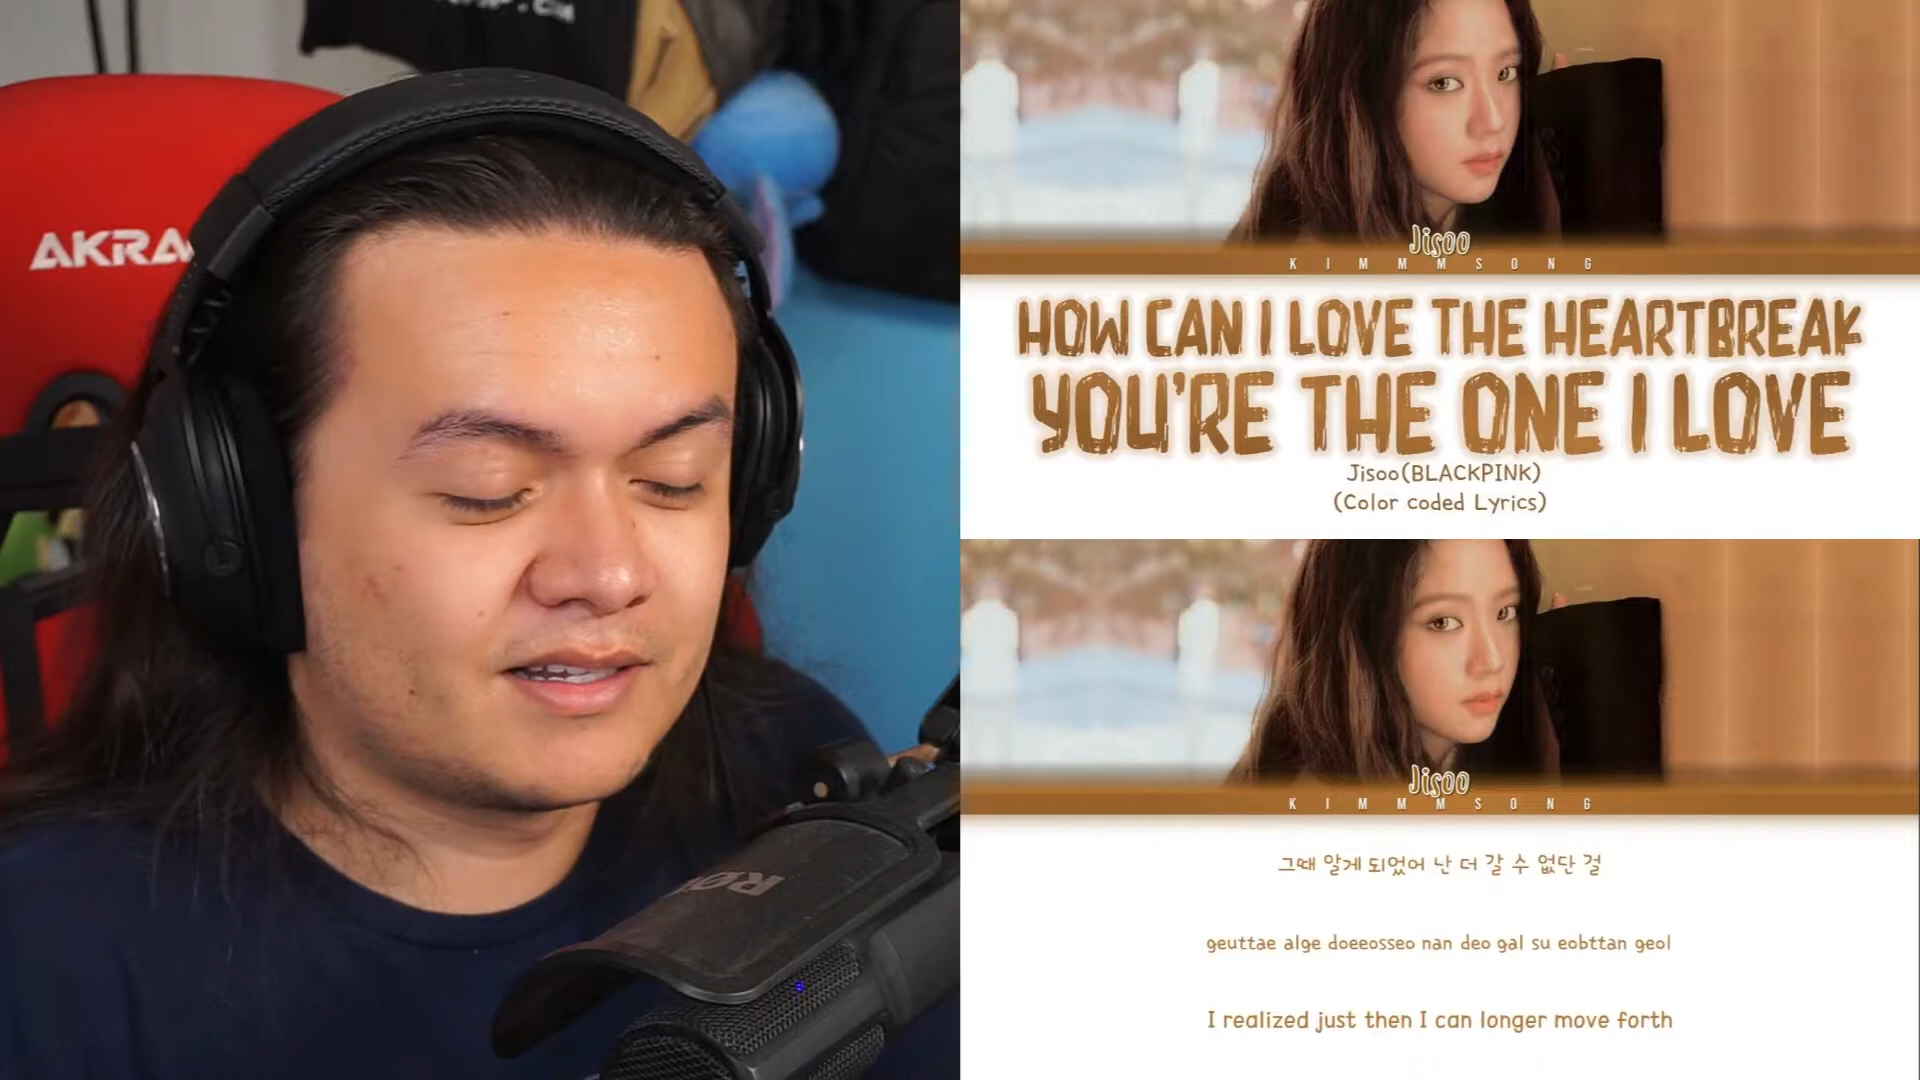 AKRA
Jisoo
KIMMMSONG
HOW CAN I LOVE THE HEARTBREAK
YOU'RE THE ONE I LOVE
Jisoo(BLACKPINK)
(Color coded Lyrics)
Jisoo
KIMMMSONG
그때 알게 되었어 난 더 갈 수 없단 걸
geuttae alge doeeosseo nan deo gal su eobttan geol
I realized just then I can longer move forth